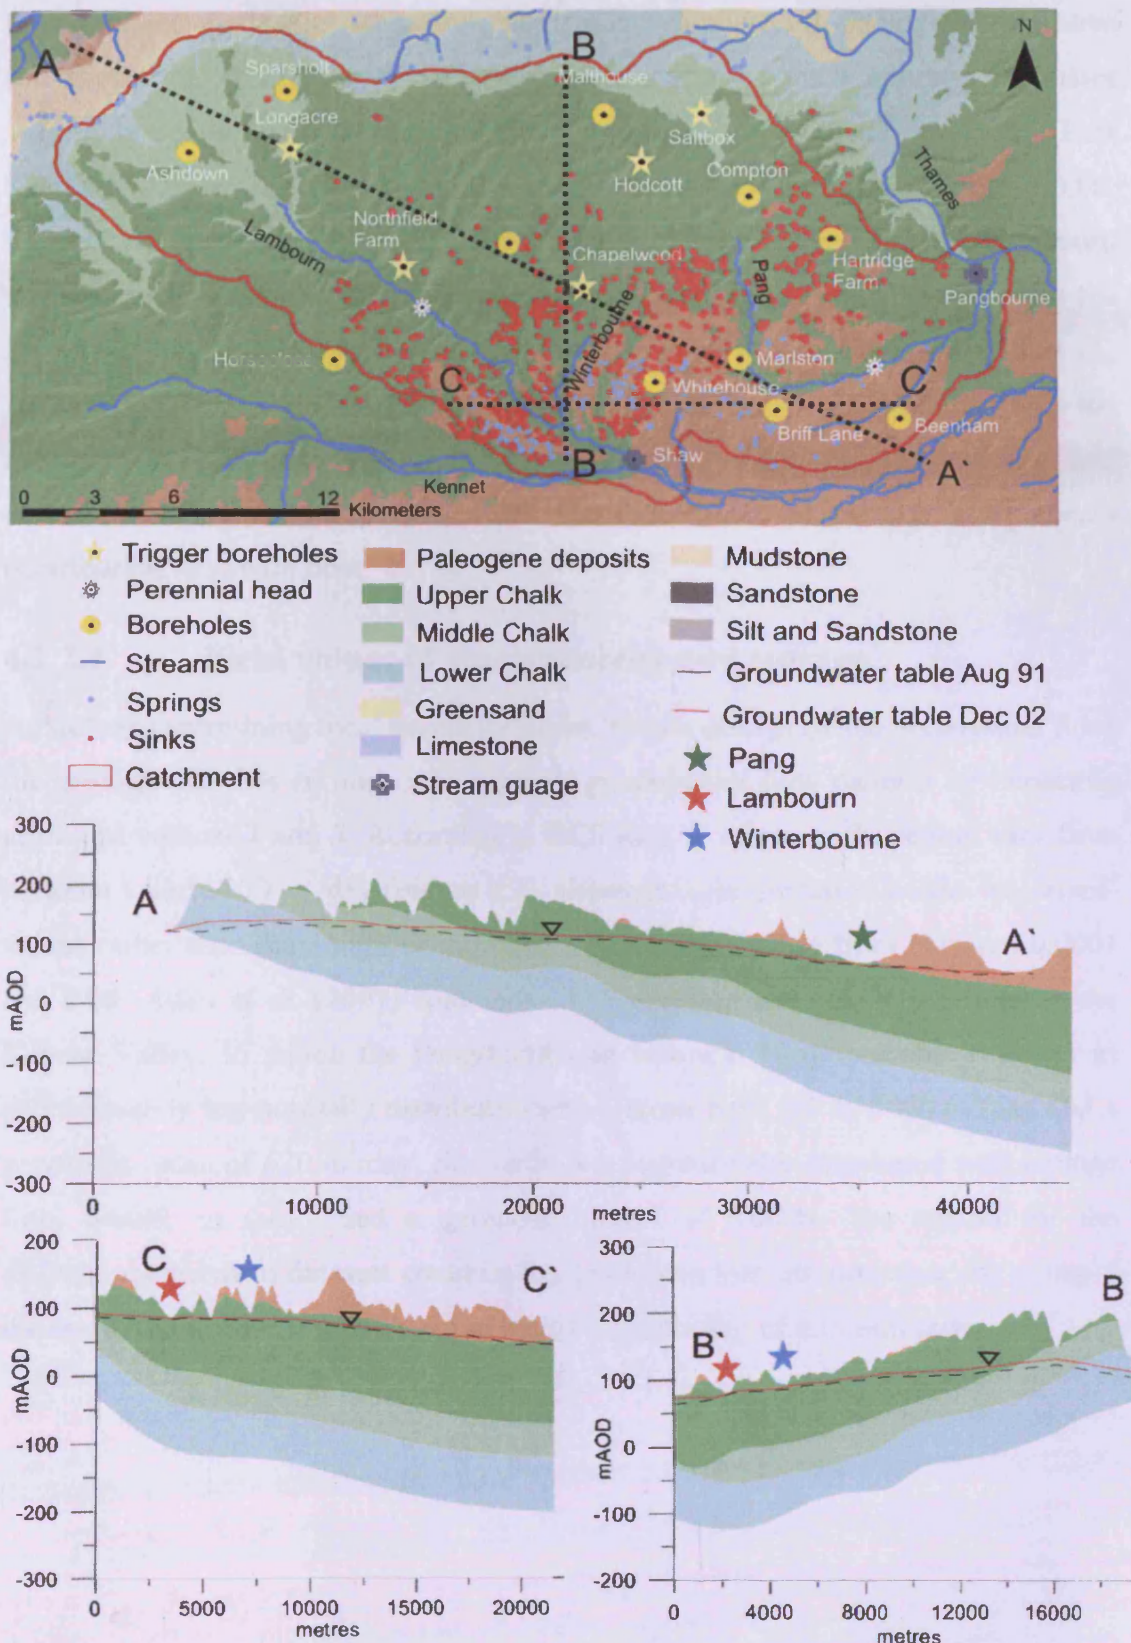 N
A
B
Sparsholt
Malthouse
Longacre
Saltbox
Ashdown
Hodcott
Compton
Thames
Northfield
Farm
Lambourn
Chapelwood
Pang
Hartridge
Farm
Pangbourne
Winterbourne
Marlston
C
Whitehouse
C`
Briff Lane
Beenham
B`
Shaw
A`
Kennet
0 3 6 12
Kilometers
Trigger boreholes
Perennial head
Boreholes
Streams
Springs
Sinks
Catchment
Paleogene deposits
Upper Chalk
Middle Chalk
Lower Chalk
Greensand
Limestone
Stream guage
Mudstone
Sandstone
Silt and Sandstone
Groundwater table Aug 91
Groundwater table Dec 02
Pang
Lambourn
Winterbourne
300
200
100
0
-100
-200
-300
mAOD
A
A`
0 10000 20000 30000 40000
metres
200
100
0
-100
-200
-300
mAOD
C
C`
0 5000 10000 15000 20000
metres
300
200
100
0
-100
-200
mAOD
B`
B
0 4000 8000 12000 16000
metres